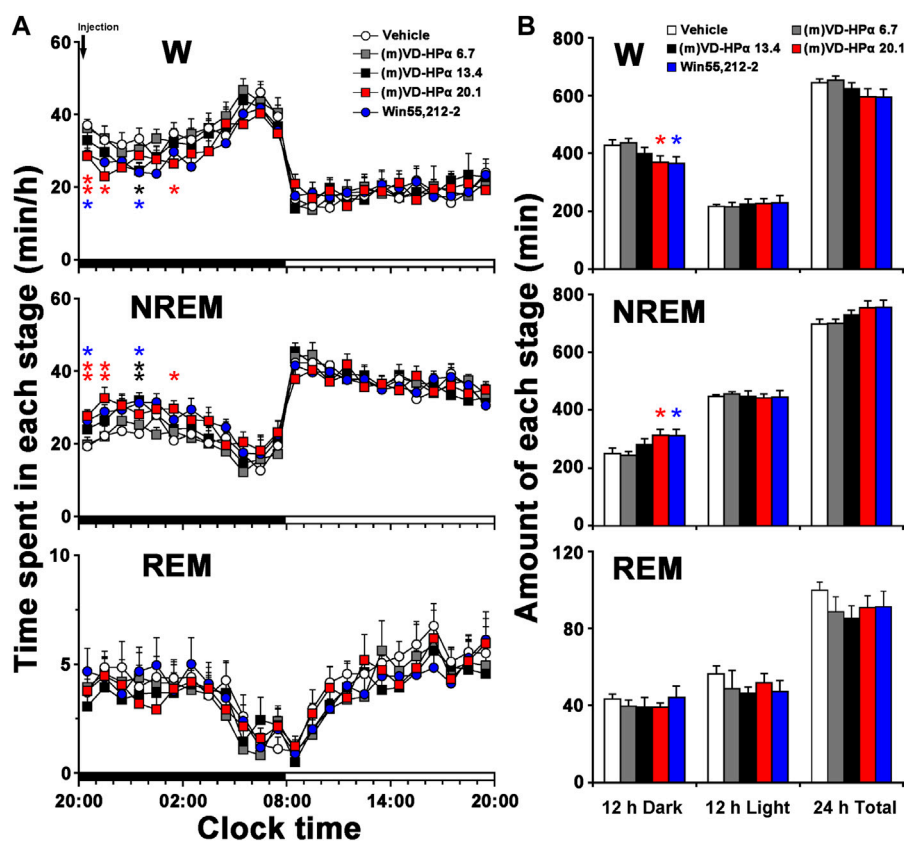 A
Injection
W
Vehicle
(m)VD-HPα 6.7
(m)VD-HPα 13.4
(m)VD-HPα 20.1
Win55,212-2
60
40
20
0
*
*
*
*
*
*
*
NREM
60
40
20
0
*
*
*
*
*
*
*
*
*
REM
10
5
0
20:00
02:00
08:00
14:00
20:00
Clock time
Time spent in each stage (min/h)
B
Vehicle
(m)VD-HPα 6.7
(m)VD-HPα 13.4
(m)VD-HPα 20.1
Win55,212-2
W
800
600
400
200
0
* *
NREM
800
600
400
200
0
* *
REM
120
80
40
0
12 h Dark
12 h Light
24 h Total
Amount of each stage (min)